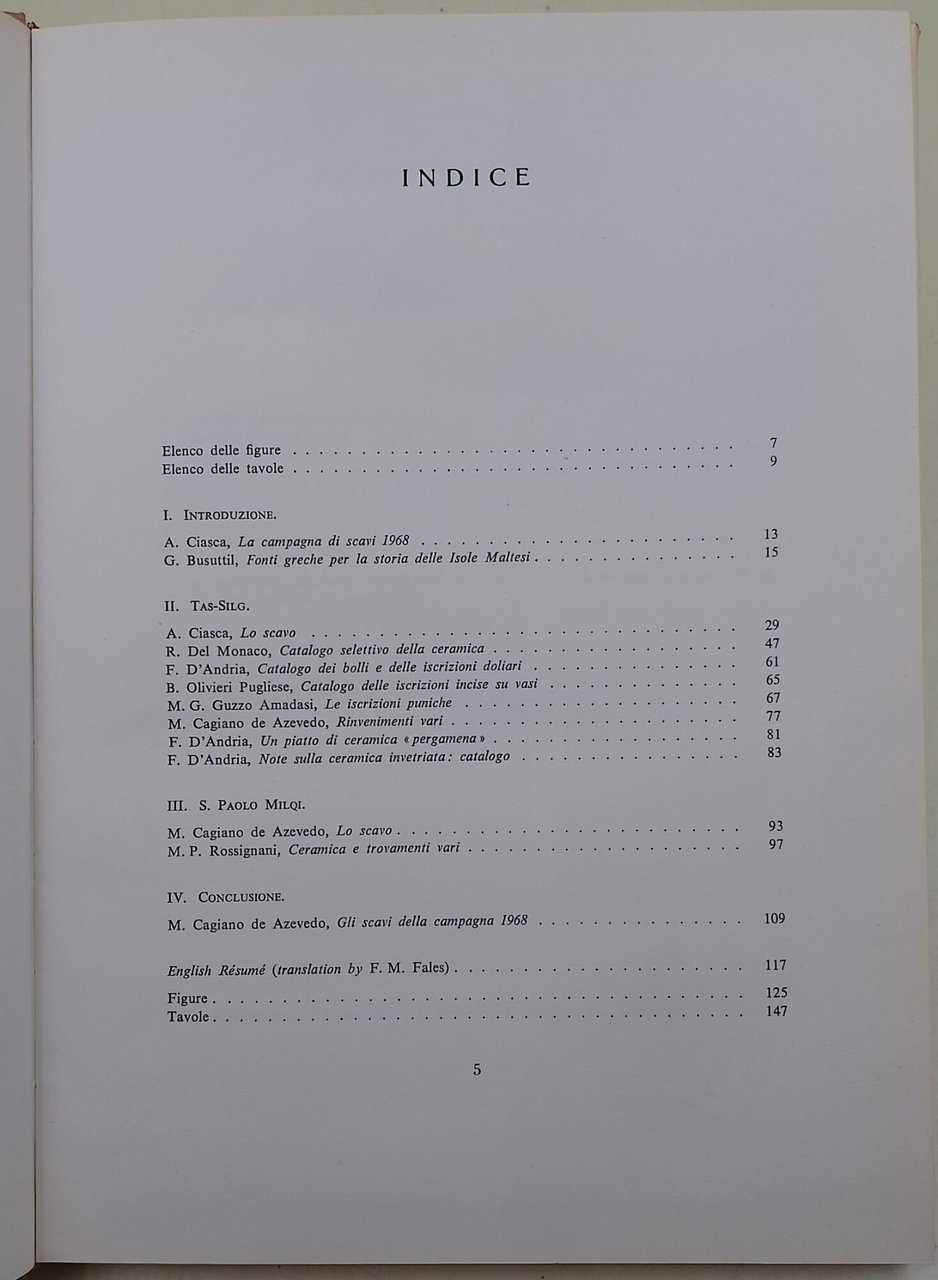 INDICE
Elenco delle figure . . . . . . . . . . . . . . . . . . . . . . . . . . . . . . . . . 7
Elenco delle tavole . . . . . . . . . . . . . . . . . . . . . . . . . . . . . . . . . 9
I. INTRODUZIONE.
A. Ciasca, La campagna di scavi 1968 . . . . . . . . . . . . . . . . . . . . . . . . 13
G. Busuttil, Fonti greche per la storia delle Isole Maltesi . . . . . . . . . . . . . . . 15
II. TAS-SILG.
A. Ciasca, Lo scavo . . . . . . . . . . . . . . . . . . . . . . . . . . . . . . . . 29
R. Del Monaco, Catalogo selettivo della ceramica . . . . . . . . . . . . . . . . . . . 47
F. D'Andria, Catalogo dei bolli e delle iscrizioni doliari . . . . . . . . . . . . . . . . 61
B. Olivieri Pugliese, Catalogo delle iscrizioni incise su vasi . . . . . . . . . . . . . . . 65
M. G. Guzzo Amadasi, Le iscrizioni puniche . . . . . . . . . . . . . . . . . . . . . 67
M. Cagiano de Azevedo, Rinvenimenti vari . . . . . . . . . . . . . . . . . . . . . . 77
F. D'Andria, Un piatto di ceramica « pergamena » . . . . . . . . . . . . . . . . . . . 81
F. D'Andria, Note sulla ceramica invetriata: catalogo . . . . . . . . . . . . . . . . . 83
III. S. PAOLO MILQI.
M. Cagiano de Azevedo, Lo scavo . . . . . . . . . . . . . . . . . . . . . . . . . . 93
M. P. Rossignani, Ceramica e trovamenti vari . . . . . . . . . . . . . . . . . . . . . 97
IV. CONCLUSIONE.
M. Cagiano de Azevedo, Gli scavi della campagna 1968 . . . . . . . . . . . . . . . . 109
English Résumé (translation by F. M. Fales) . . . . . . . . . . . . . . . . . . . . . . 117
Figure . . . . . . . . . . . . . . . . . . . . . . . . . . . . . . . . . . . . . . . . 125
Tavole . . . . . . . . . . . . . . . . . . . . . . . . . . . . . . . . . . . . . . . . 147
5